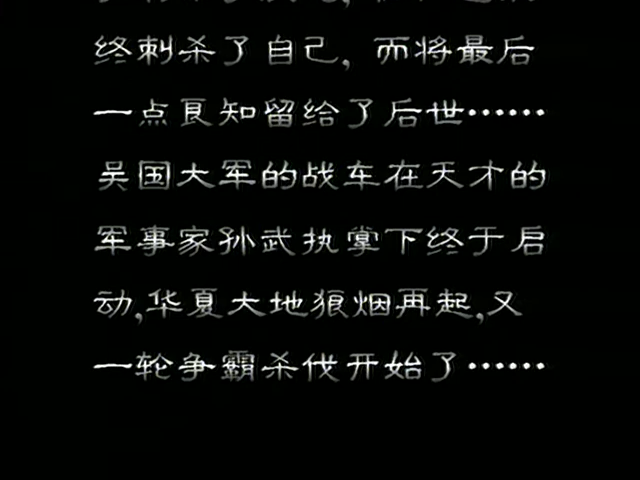 终刺杀了自己，而将最后
一点良知留给了后世……
吴国大军的战车在天才的
军事家孙武执掌下终于启
动,华夏大地狼烟再起,又
一轮争霸杀伐开始了……